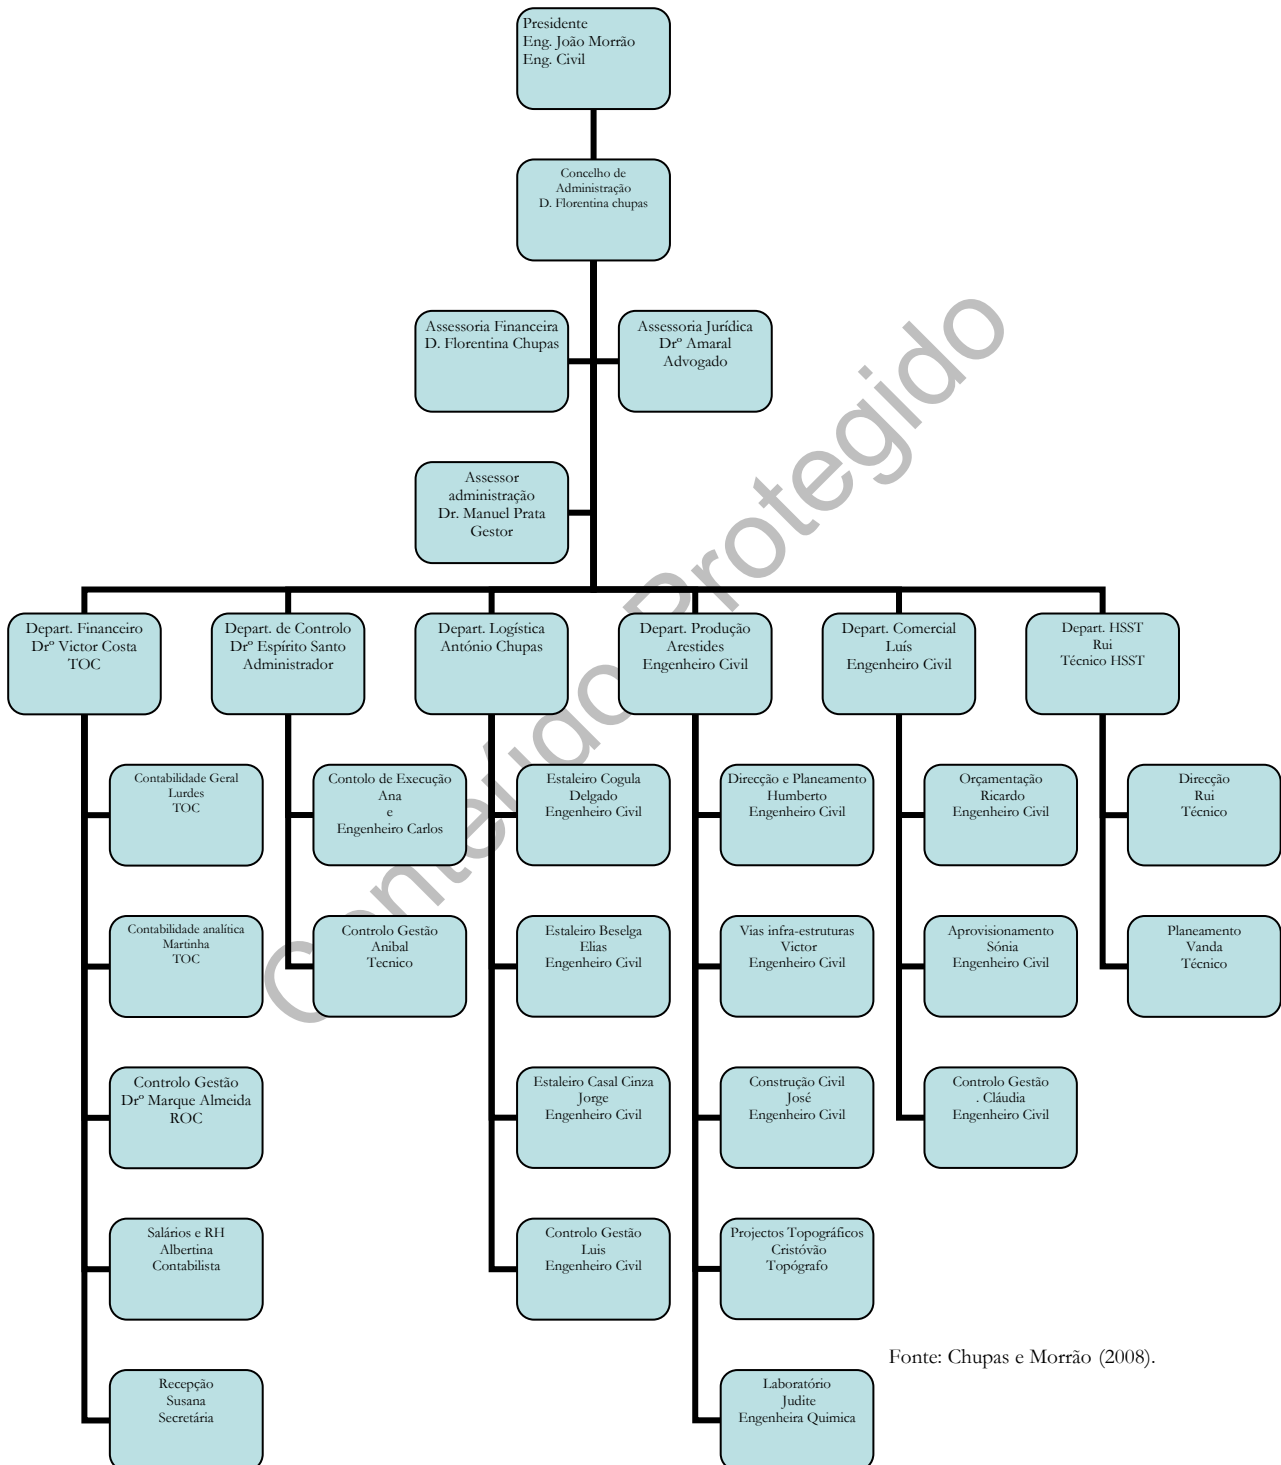 Presidente
Eng. João Morrão
Eng. Civil
Concelho de
Administração
D. Florentina chupas
Assessoria Financeira
D. Florentina Chupas
Assessoria Jurídica
Drº Amaral
Advogado
Assessor
administração
Dr. Manuel Prata
Gestor
Depart. Financeiro
Drº Victor Costa
TOC
Depart. de Controlo
Drº Espírito Santo
Administrador
Depart. Logística
António Chupas
Depart. Produção
Arestides
Engenheiro Civil
Depart. Comercial
Luís
Engenheiro Civil
Depart. HSST
Rui
Técnico HSST
Contabilidade Geral
Lurdes
TOC
Contolo de Execução
Ana
e
Engenheiro Carlos
Estaleiro Cogula
Delgado
Engenheiro Civil
Direcção e Planeamento
Humberto
Engenheiro Civil
Orçamentação
Ricardo
Engenheiro Civil
Direcção
Rui
Técnico
Contabilidade analítica
Martinha
TOC
Controlo Gestão
Anibal
Tecnico
Estaleiro Beselga
Elias
Engenheiro Civil
Vias infra-estruturas
Victor
Engenheiro Civil
Aprovisionamento
Sónia
Engenheiro Civil
Planeamento
Vanda
Técnico
Controlo Gestão
Drº Marque Almeida
ROC
Estaleiro Casal Cinza
Jorge
Engenheiro Civil
Construção Civil
José
Engenheiro Civil
Controlo Gestão
. Cláudia
Engenheiro Civil
Salários e RH
Albertina
Contabilista
Controlo Gestão
Luis
Engenheiro Civil
Projectos Topográficos
Cristóvão
Topógrafo
Recepção
Susana
Secretária
Laboratório
Judite
Engenheira Quimica
Fonte: Chupas e Morrão (2008).
Conteúdo Protegido